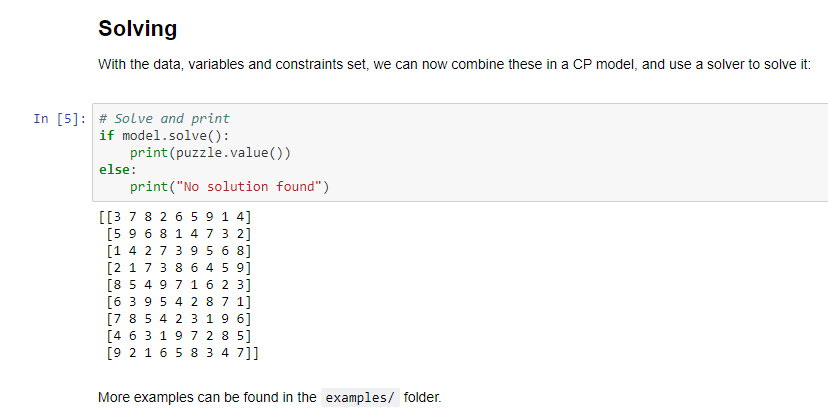 Solving
With the data, variables and constraints set, we can now combine these in a CP model, and use a solver to solve it:
In [5]: # Solve and print
if model.solve():
    print(puzzle.value())
else:
    print("No solution found")
[[3 7 8 2 6 5 9 1 4]
 [5 9 6 8 1 4 7 3 2]
 [1 4 2 7 3 9 5 6 8]
 [2 1 7 3 8 6 4 5 9]
 [8 5 4 9 7 1 6 2 3]
 [6 3 9 5 4 2 8 7 1]
 [7 8 5 4 2 3 1 9 6]
 [4 6 3 1 9 7 2 8 5]
 [9 2 1 6 5 8 3 4 7]]
More examples can be found in the examples/ folder.